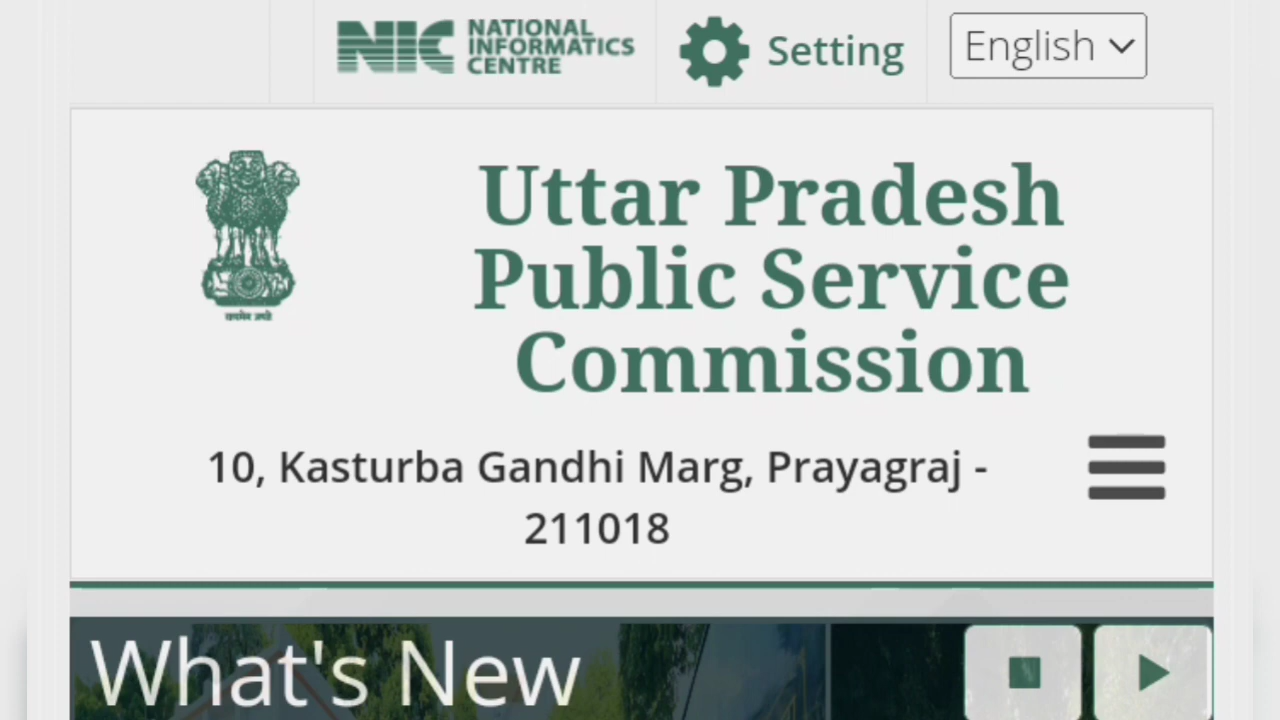 NIC NATIONAL
INFORMATICS
CENTRE
Setting
English
Uttar Pradesh
Public Service
Commission
10, Kasturba Gandhi Marg, Prayagraj -
211018
What's New